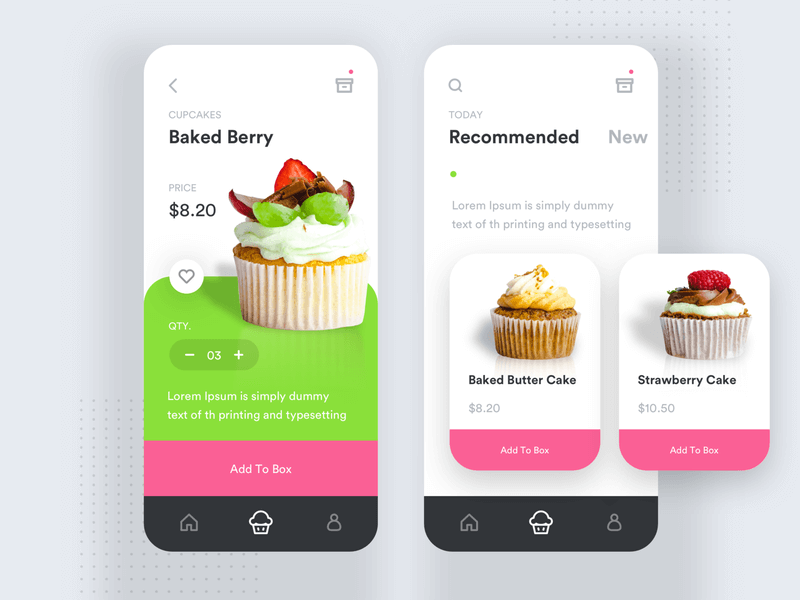 CUPCAKES
Baked Berry
PRICE
$8.20
QTY.
03
Lorem Ipsum is simply dummy
text of th printing and typesetting
Add To Box
TODAY
Recommended New
Lorem Ipsum is simply dummy
text of th printing and typesetting
Baked Butter Cake
$8.20
Add To Box
Strawberry Cake
$10.50
Add To Box